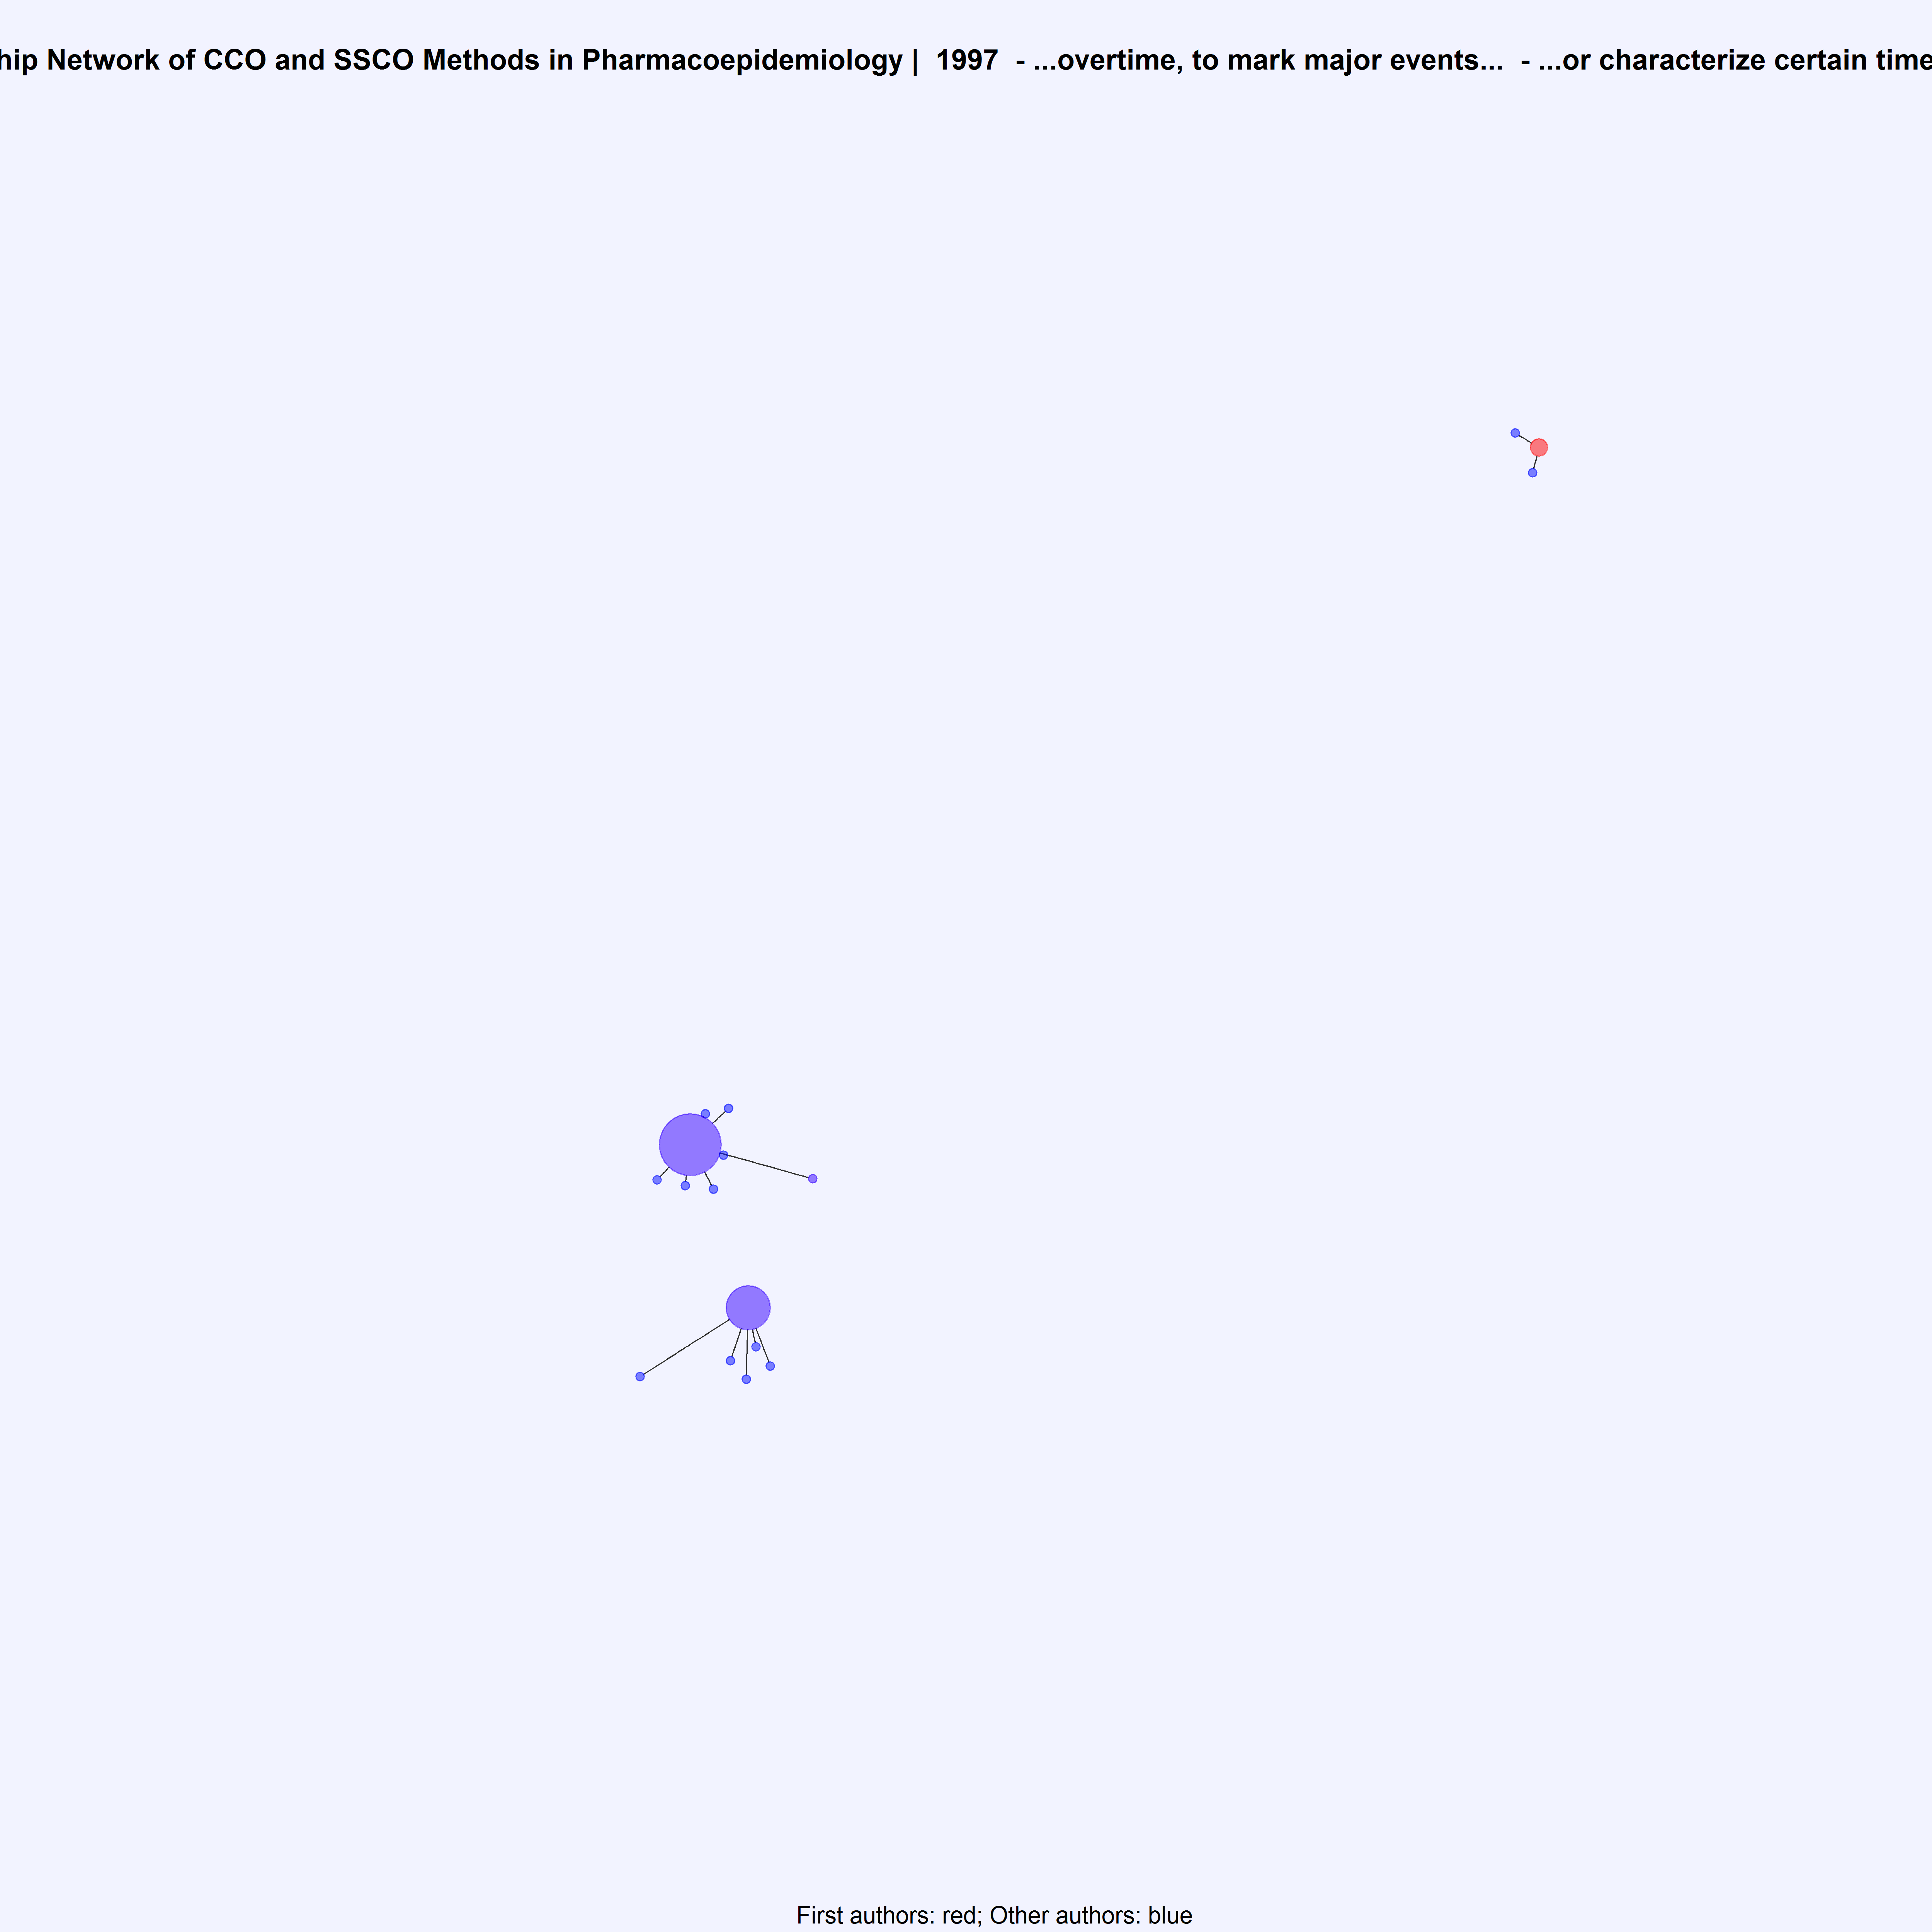 hip Network of CCO and SSCO Methods in Pharmacoepidemiology | 1997 - ...overtime, to mark major events... - ...or characterize certain time
First authors: red; Other authors: blue